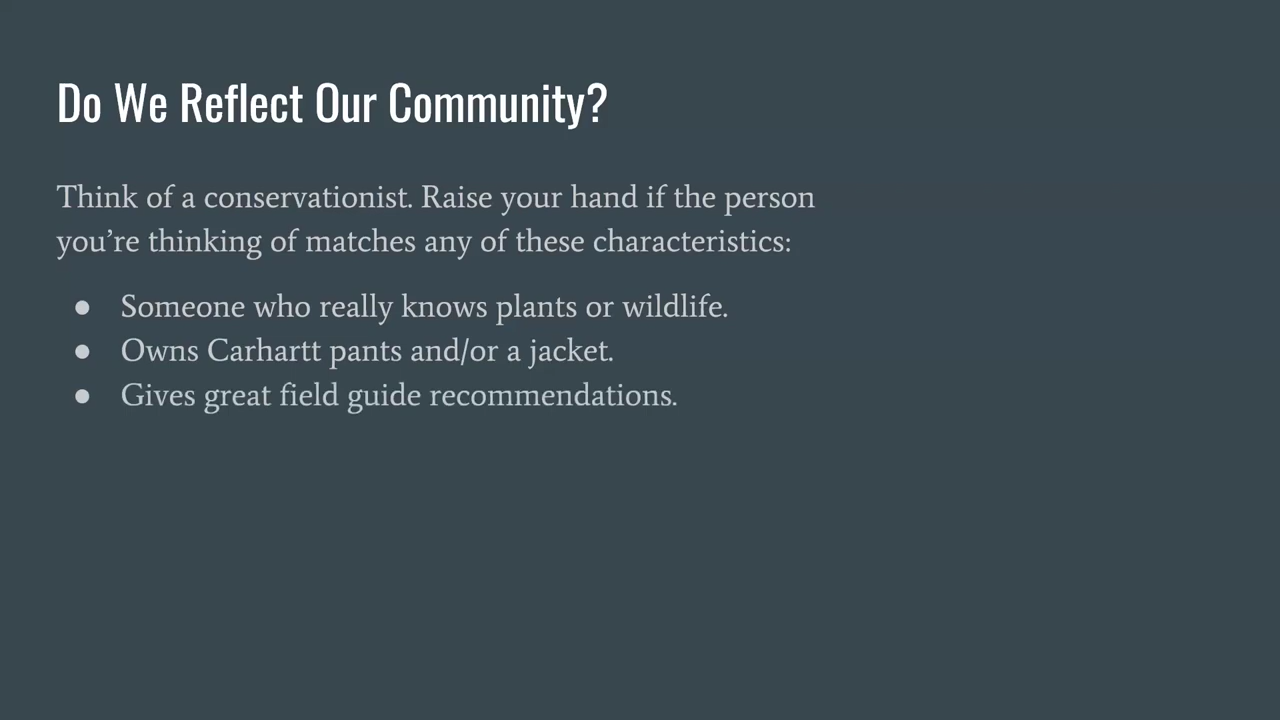 Do We Reflect Our Community?
Think of a conservationist. Raise your hand if the person
you’re thinking of matches any of these characteristics:
● Someone who really knows plants or wildlife.
● Owns Carhartt pants and/or a jacket.
● Gives great field guide recommendations.